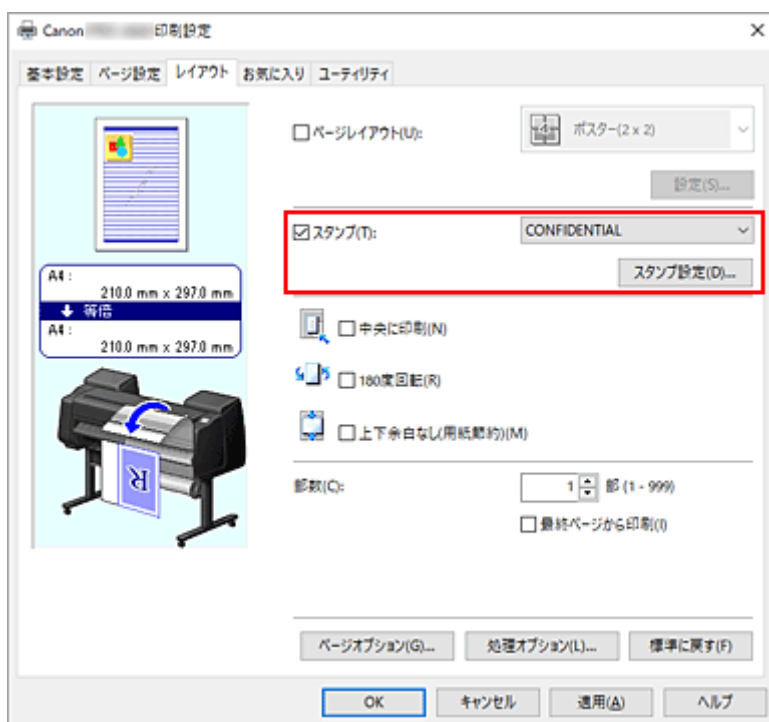 Canon 印刷設定
基本設定 ページ設定 レイアウト お気に入り ユーティリティ
ページレイアウト(U): ポスター(2 x 2)
設定(S)...
スタンプ(T): CONFIDENTIAL
スタンプ設定(D)...
A4 :
210.0 mm x 297.0 mm
等倍
A4 :
210.0 mm x 297.0 mm
中央に印刷(N)
180度回転(R)
上下余白なし(用紙節約)(M)
R
部数(C): 1 部 (1 - 999)
最終ページから印刷(I)
ページオプション(G)... 処理オプション(L)... 標準に戻す(F)
OK キャンセル 適用(A) ヘルプ